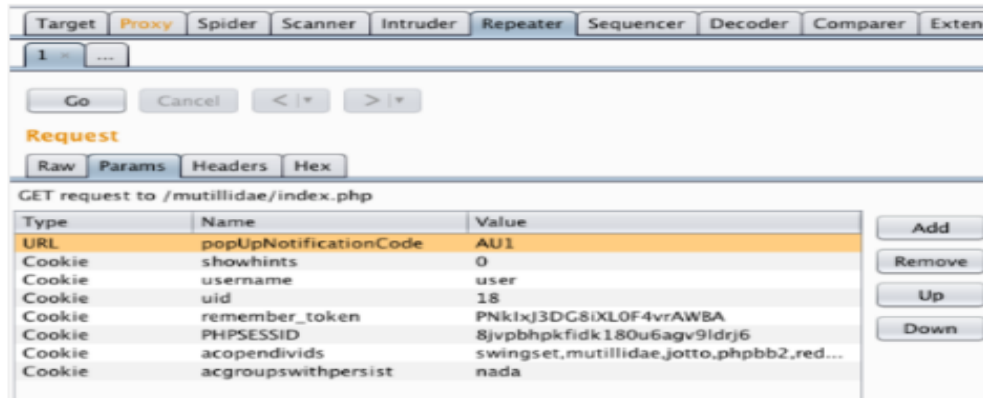 Target Proxy Spider Scanner Intruder Repeater Sequencer Decoder Comparer Exten
1 × ...
Go Cancel < >
Request
Raw Params Headers Hex
GET request to /mutillidae/index.php
Type Name Value
URL popUpNotificationCode AU1
Cookie showhints 0
Cookie username user
Cookie uid 18
Cookie remember_token PNkIxJ3DG8iXL0F4vrAWBA
Cookie PHPSESSID 8jvpbhpkfidk180u6agv9ldrj6
Cookie acopendivids swingset,mutillidae,jotto,phpbb2,red...
Cookie acgroupswithpersist nada
Add
Remove
Up
Down